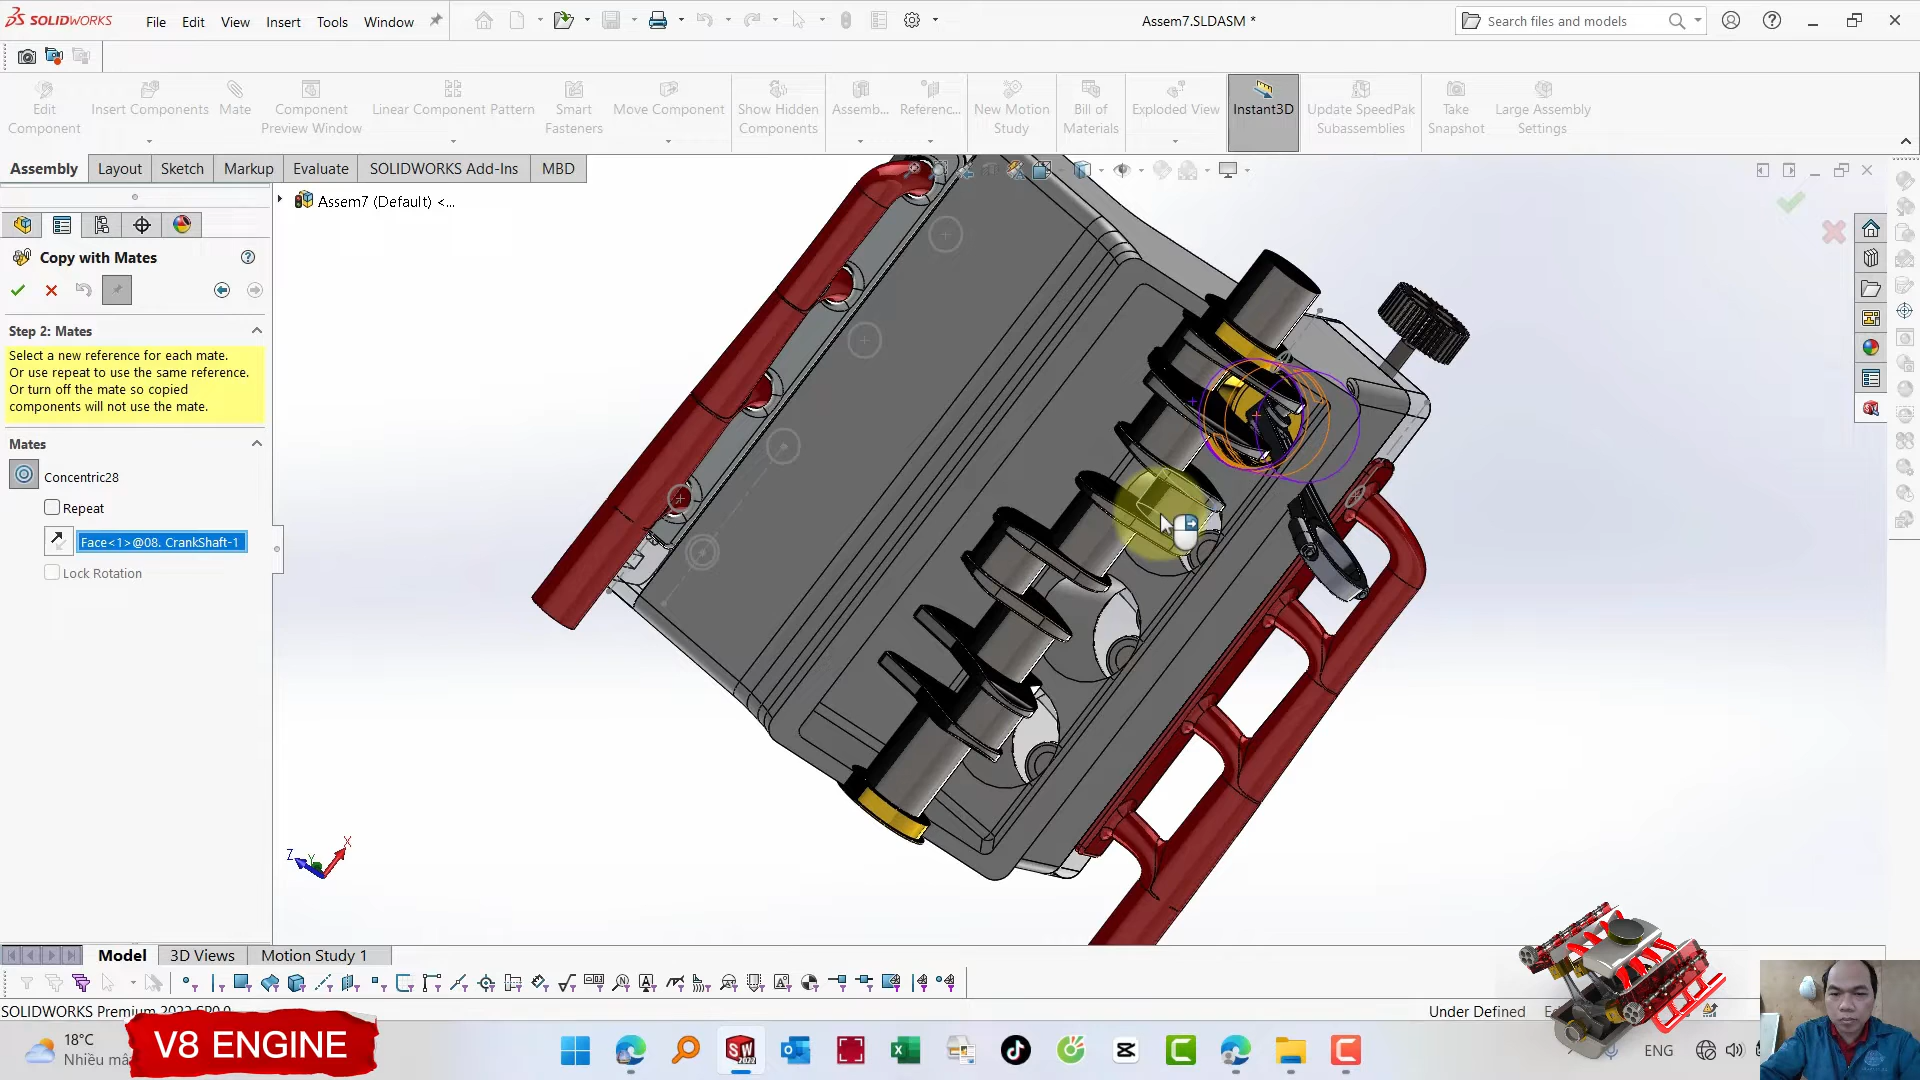 SOLIDWORKS File Edit View Insert Tools Window Assem7.SLDASM * Search files and models
Edit Component Insert Components Mate Component Preview Window Linear Component Pattern Smart Fasteners Move Component Show Hidden Components Assemb... Referenc... New Motion Study Bill of Materials Exploded View Instant3D Update SpeedPak Subassemblies Take Snapshot Large Assembly Settings
Assembly Layout Sketch Markup Evaluate SOLIDWORKS Add-Ins MBD
Assem7 (Default) <...
Copy with Mates
Step 2: Mates
Select a new reference for each mate.
Or use repeat to use the same reference.
Or turn off the mate so copied
components will not use the mate.
Mates
Concentric28
Repeat
Face<1>@08. CrankShaft-1
Lock Rotation
X
Y
Z
Model 3D Views Motion Study 1
SOLIDWORKS Premium 2022 SP0.0
Under Defined
18°C
Nhiều mâ
V8 ENGINE
SW
2022
ENG